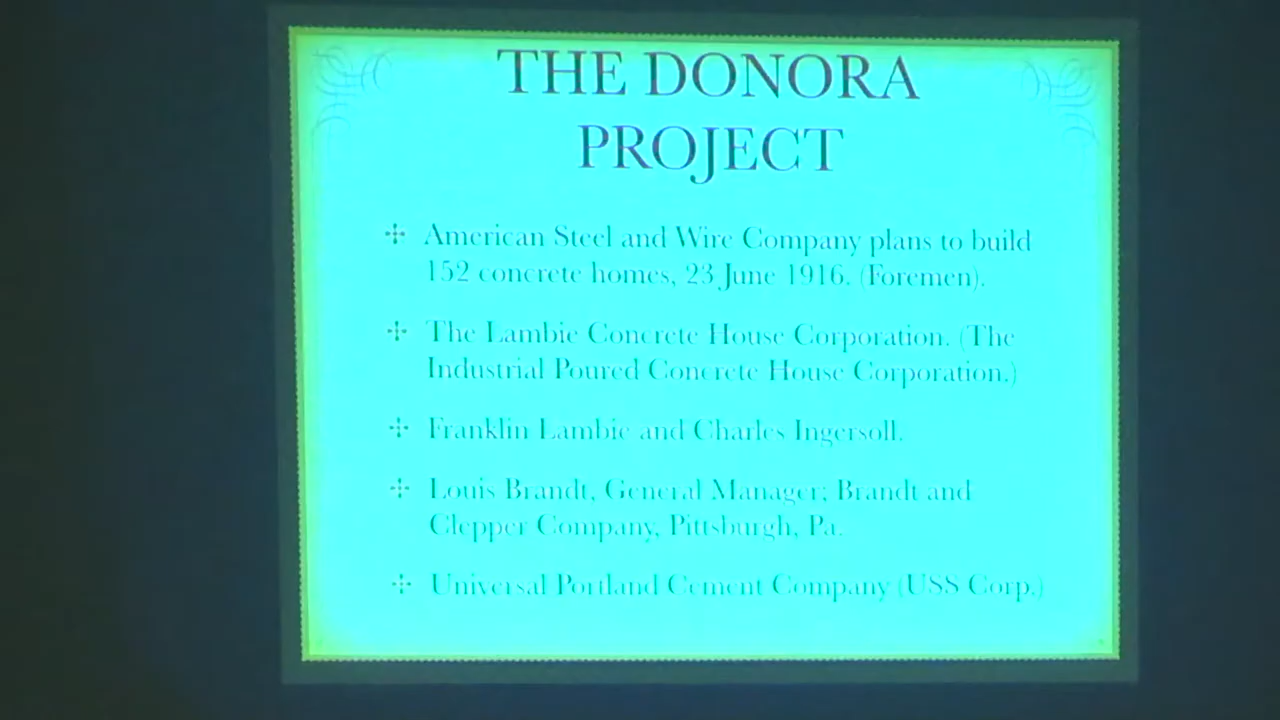 THE DONORA
PROJECT
American Steel and Wire Company plans to build
152 concrete homes, 23 June 1916. (Foremen).
The Lambie Concrete House Corporation. (The
Industrial Poured Concrete House Corporation.)
Franklin Lambie and Charles Ingersoll.
Louis Brandt, General Manager; Brandt and
Clepper Company, Pittsburgh, Pa.
Universal Portland Cement Company (USS Corp.)